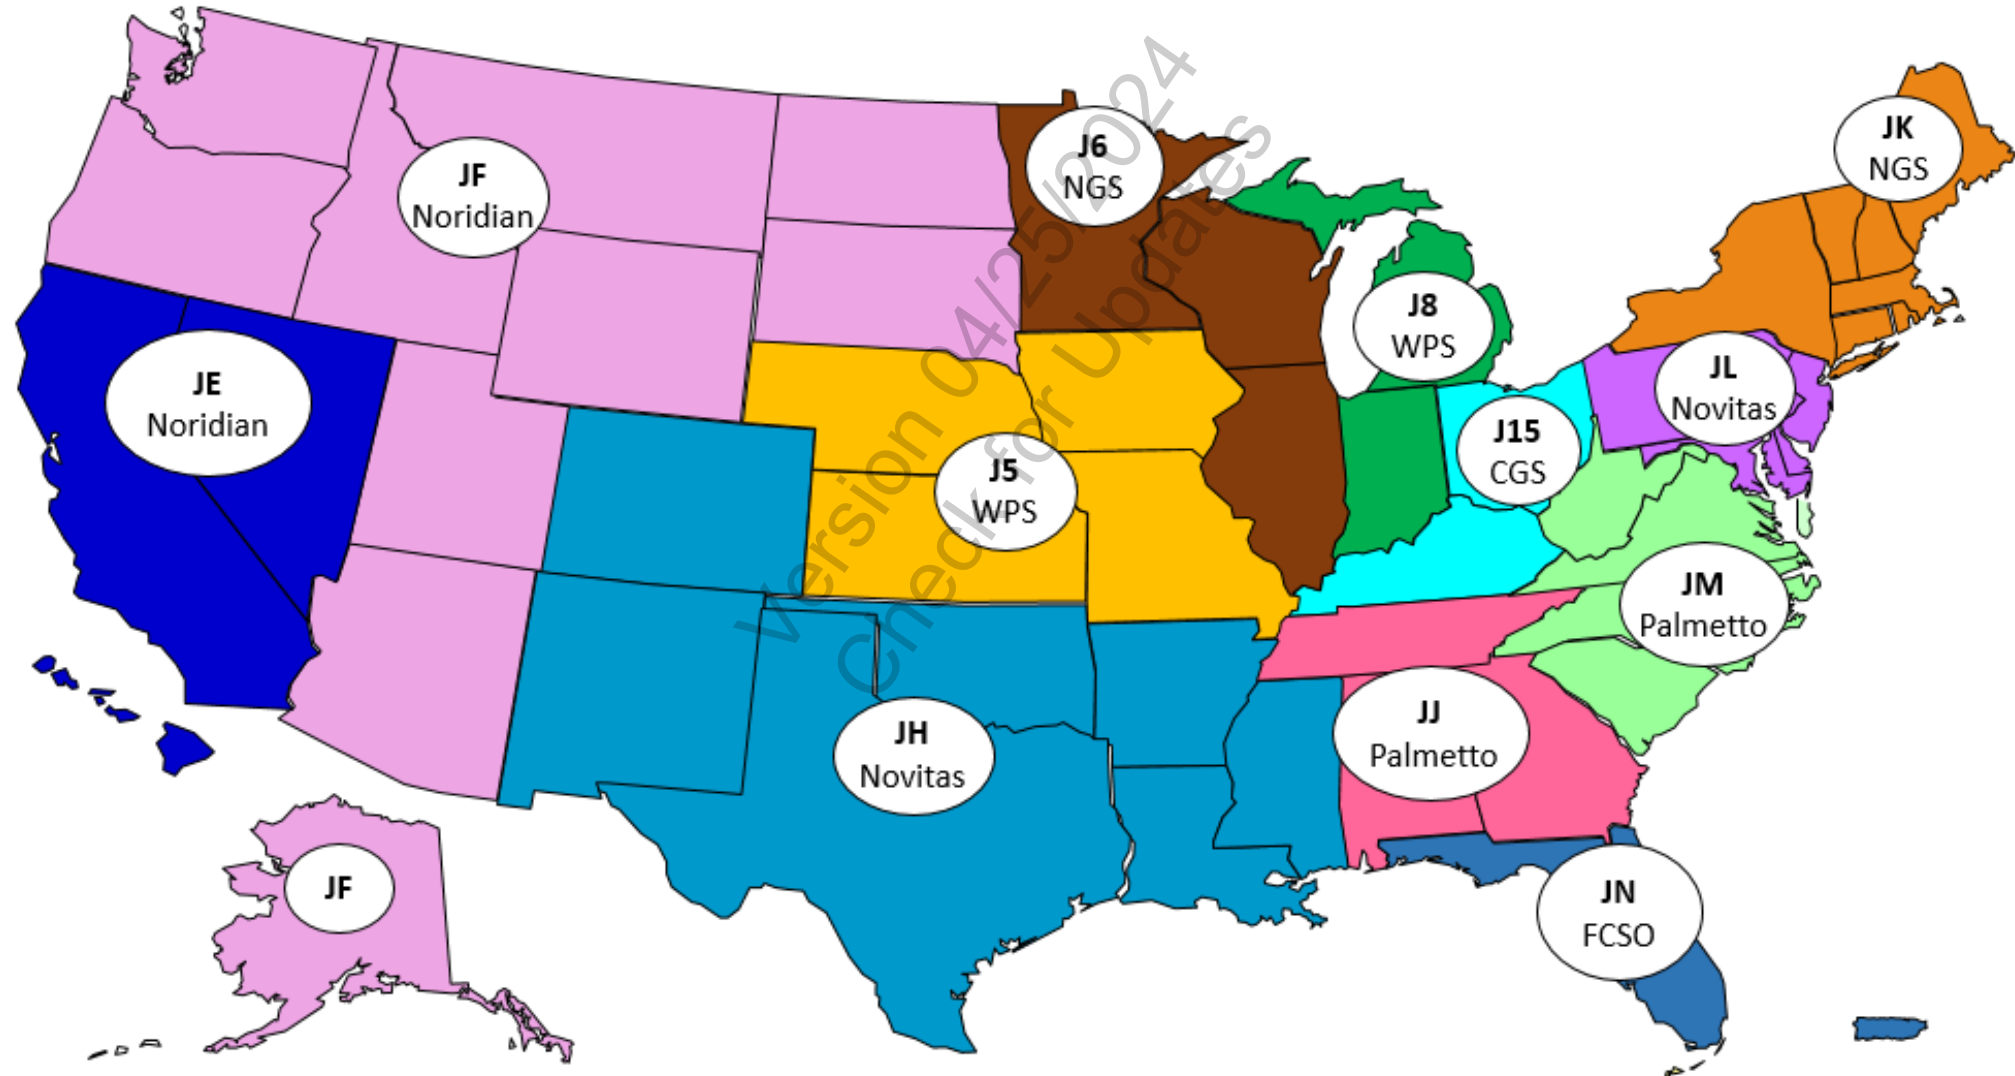 JF
Noridian
JE
Noridian
J6
NGS
J5
WPS
J8
WPS
J15
CGS
JK
NGS
JL
Novitas
JM
Palmetto
JJ
Palmetto
JH
Novitas
JN
FCSO
JF
Version 04/25/2024
Check for Updates